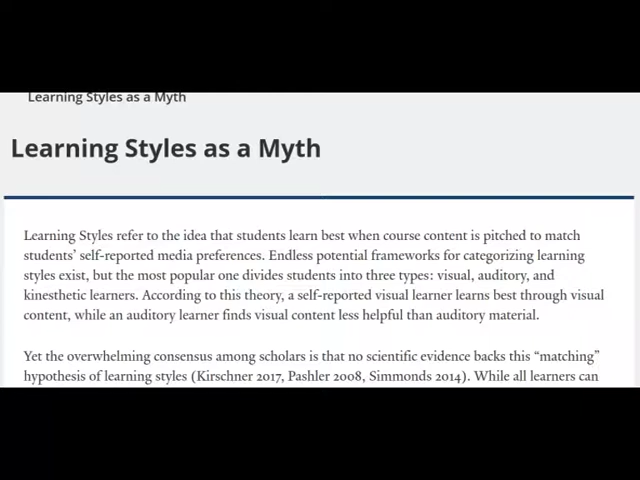 Learning Styles as a Myth
Learning Styles as a Myth
Learning Styles refer to the idea that students learn best when course content is pitched to match
students’ self-reported media preferences. Endless potential frameworks for categorizing learning
styles exist, but the most popular one divides students into three types: visual, auditory, and
kinesthetic learners. According to this theory, a self-reported visual learner learns best through visual
content, while an auditory learner finds visual content less helpful than auditory material.
Yet the overwhelming consensus among scholars is that no scientific evidence backs this “matching”
hypothesis of learning styles (Kirschner 2017, Pashler 2008, Simmonds 2014). While all learners can